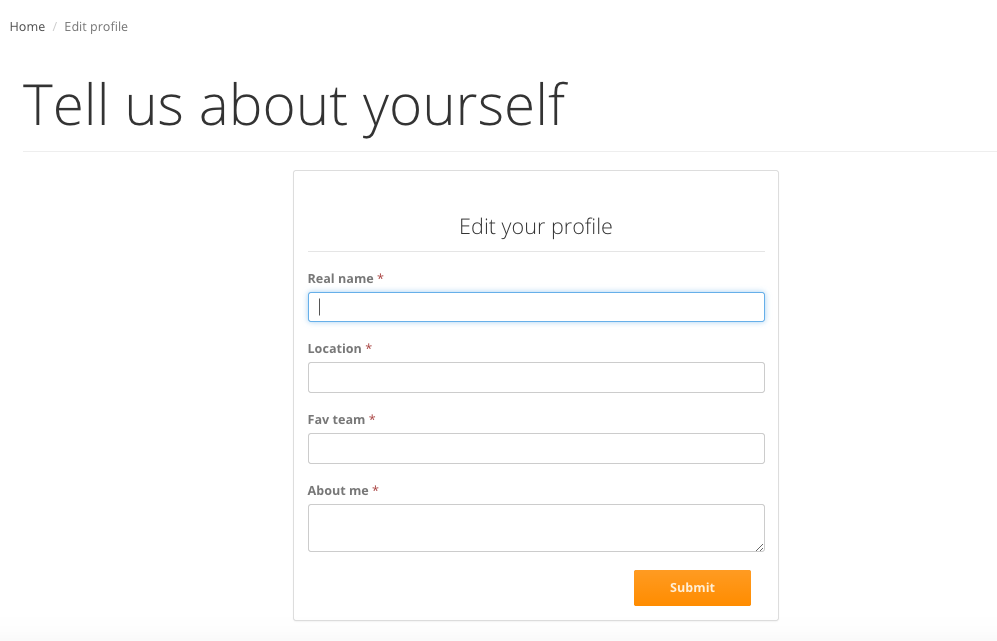 Home / Edit profile
Tell us about yourself
Edit your profile
Real name *
Location *
Fav team *
About me *
Submit